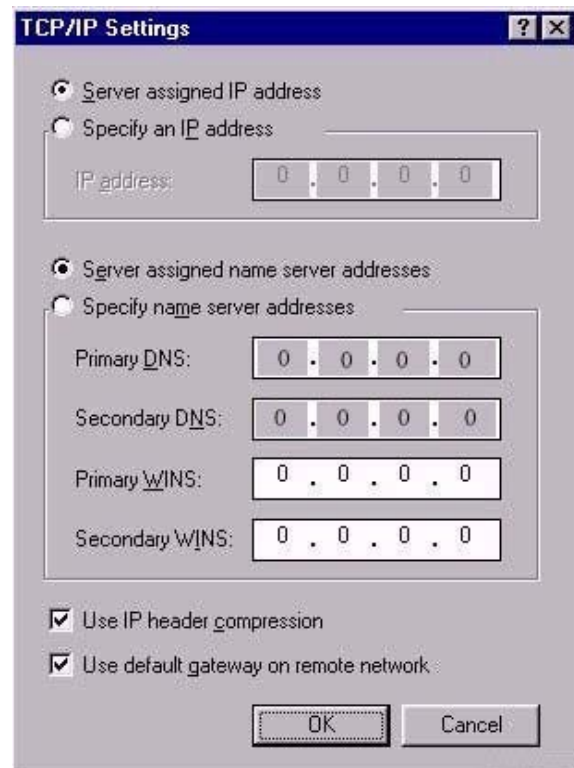 TCP/IP Settings
Server assigned IP address
Specify an IP address
IP address: 0 . 0 . 0 . 0
Server assigned name server addresses
Specify name server addresses
Primary DNS: 0 . 0 . 0 . 0
Secondary DNS: 0 . 0 . 0 . 0
Primary WINS: 0 . 0 . 0 . 0
Secondary WINS: 0 . 0 . 0 . 0
Use IP header compression
Use default gateway on remote network
OK Cancel